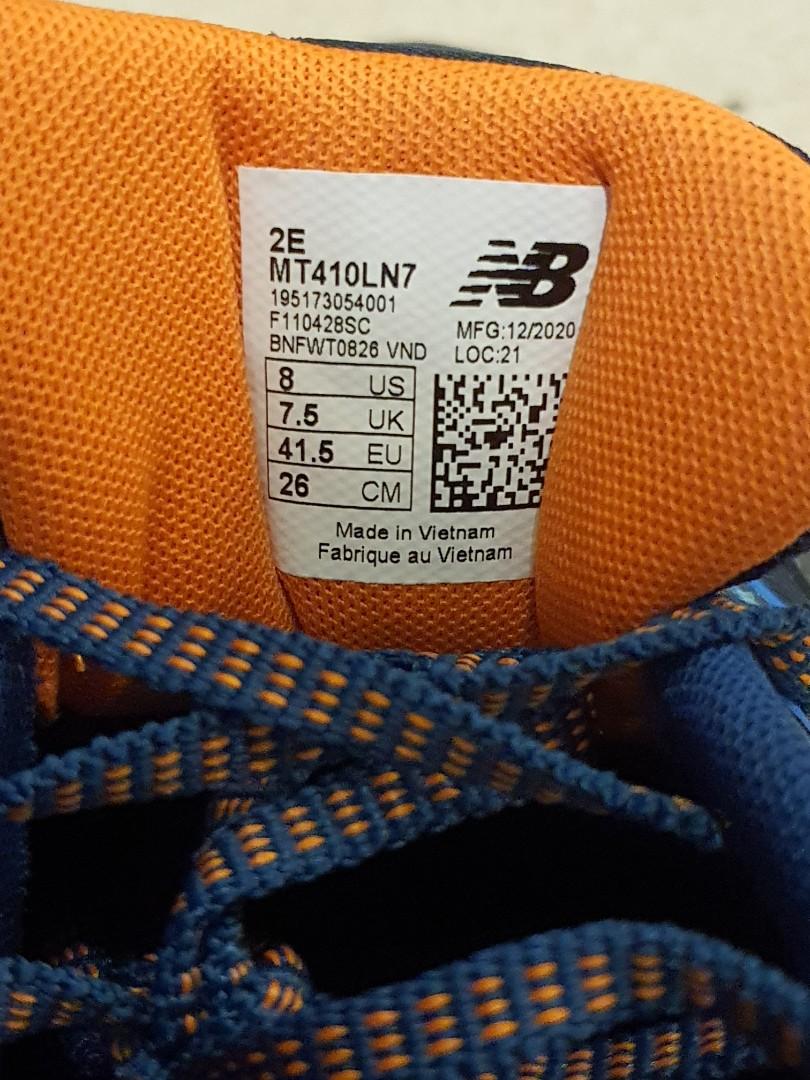 2E
MT410LN7
195173054001
F110428SC
BNFWT0826 VND
NB
MFG:12/2020
LOC:21
8 US
7.5 UK
41.5 EU
26 CM
Made in Vietnam
Fabrique au Vietnam